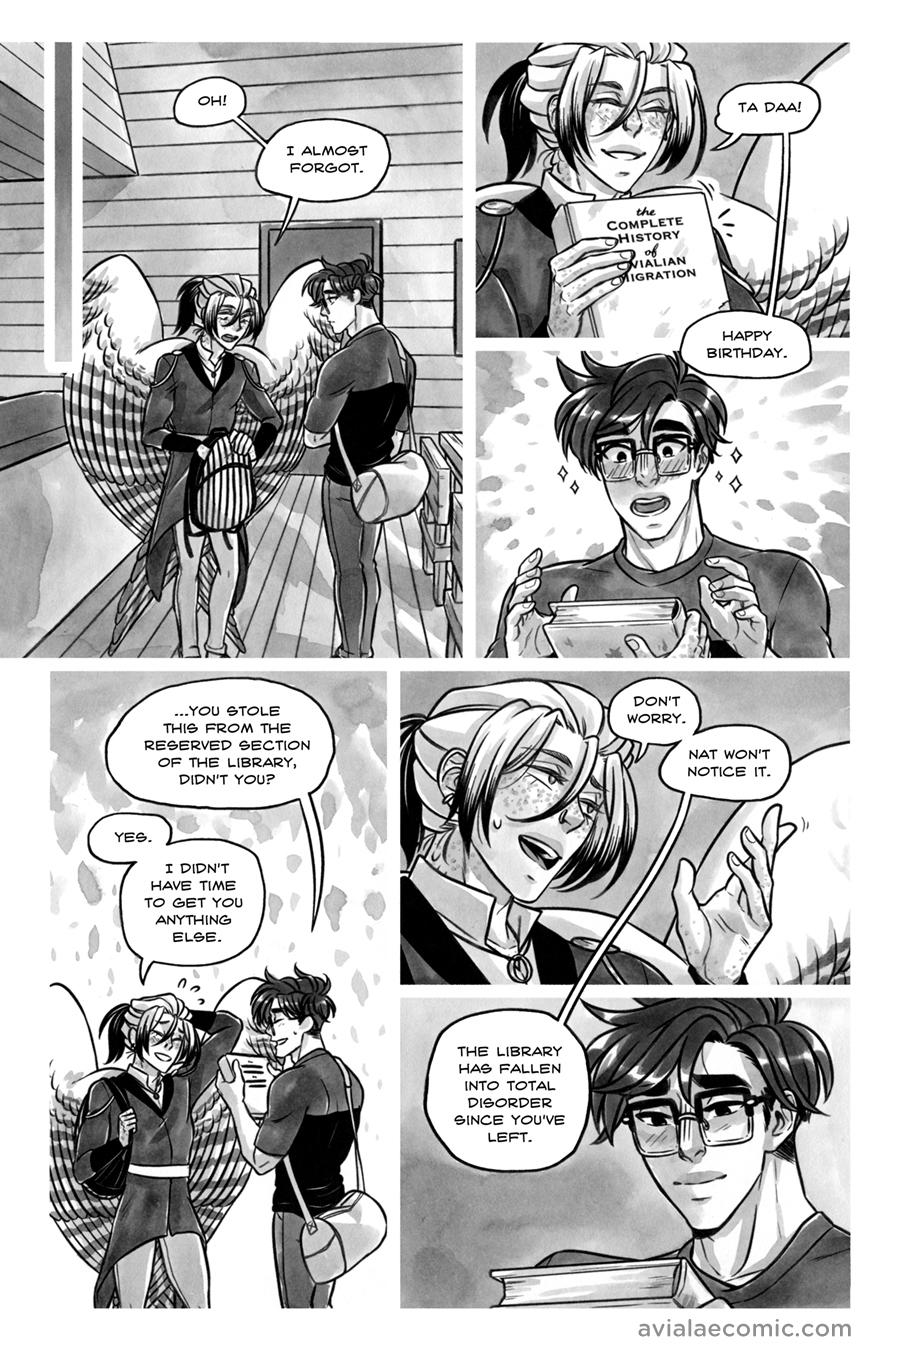 OH!
I ALMOST
FORGOT.
TA DAA!
the
COMPLETE
HISTORY
of
AVIALIAN
MIGRATION
HAPPY
BIRTHDAY.
...YOU STOLE
THIS FROM THE
RESERVED SECTION
OF THE LIBRARY,
DIDN'T YOU?
YES.
I DIDN'T
HAVE TIME
TO GET YOU
ANYTHING
ELSE.
DON'T
WORRY.
NAT WON'T
NOTICE IT.
THE LIBRARY
HAS FALLEN
INTO TOTAL
DISORDER
SINCE YOU'VE
LEFT.
avialaecomic.com